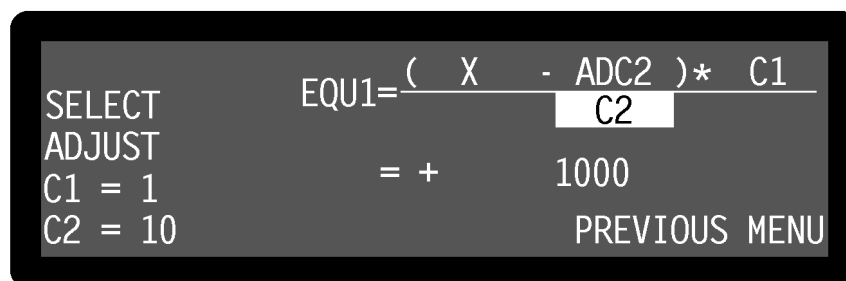 EQU1= ( X - ADC2 )* C1
C2
SELECT
ADJUST
C1 = 1
C2 = 10
= + 1000
PREVIOUS MENU